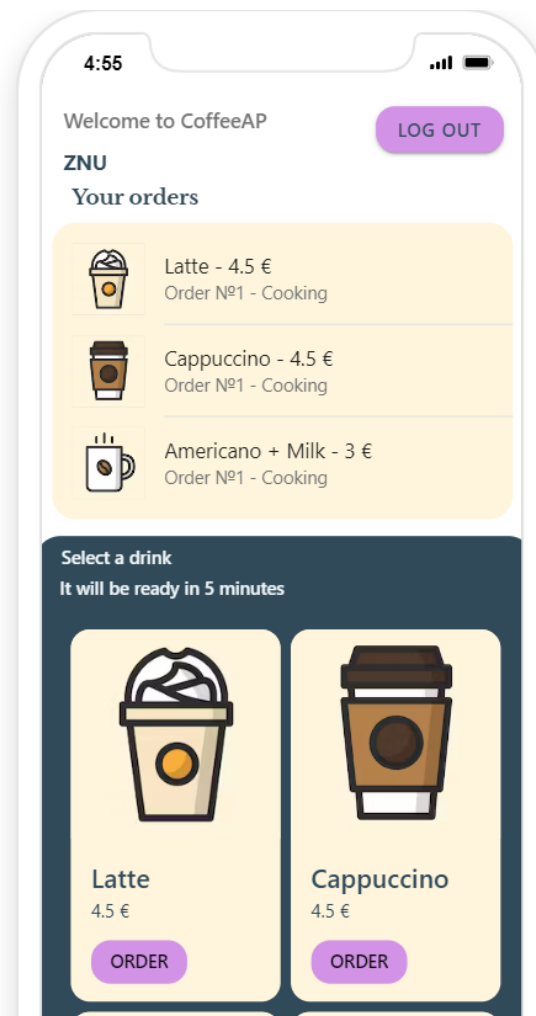 4:55
Welcome to CoffeeAP
LOG OUT
ZNU
Your orders
Latte - 4.5 €
Order №1 - Cooking
Cappuccino - 4.5 €
Order №1 - Cooking
Americano + Milk - 3 €
Order №1 - Cooking
Select a drink
It will be ready in 5 minutes
Latte
4.5 €
ORDER
Cappuccino
4.5 €
ORDER